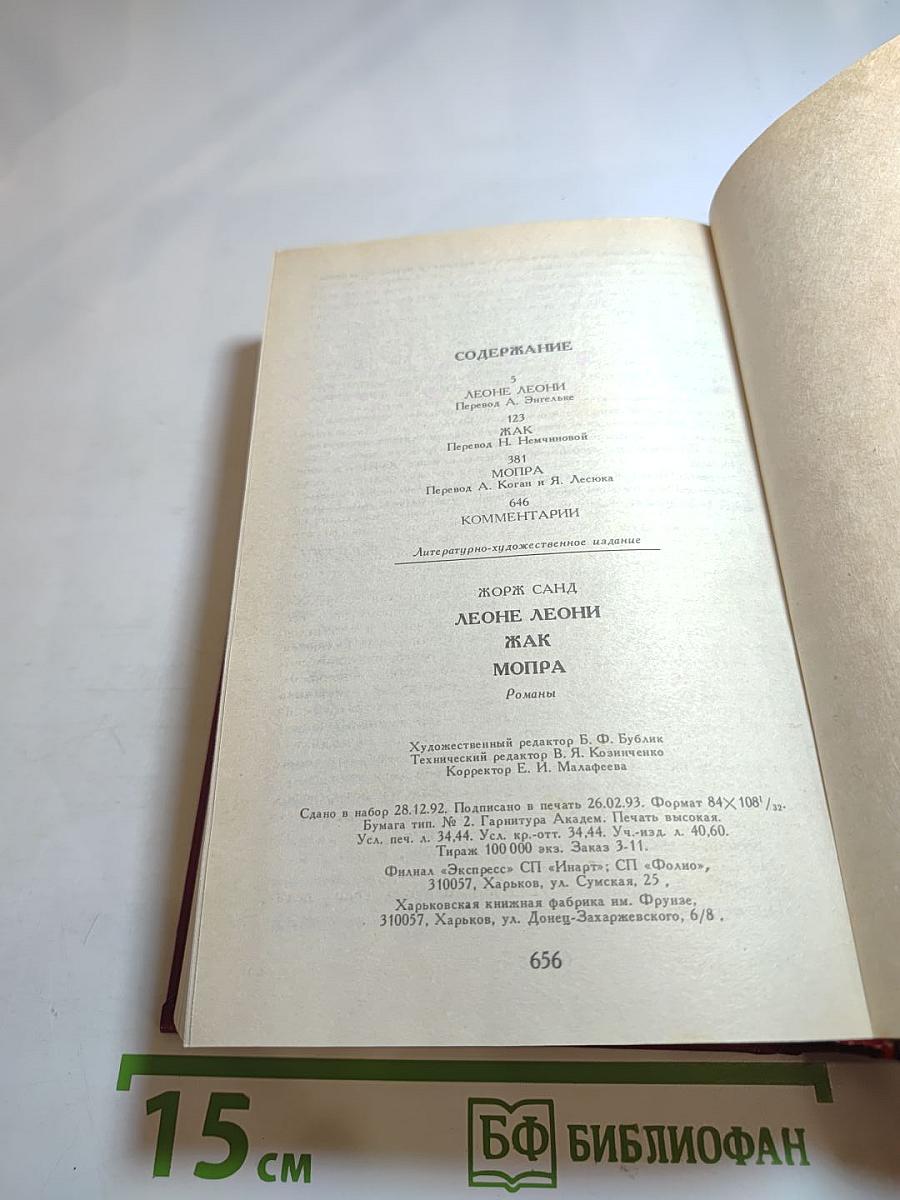 СОДЕРЖАНИЕ
5
ЛЕОНЕ ЛЕОНИ
Перевод А. Энгельке
123
ЖАК
Перевод Н. Немчиновой
381
МОПРА
Перевод А. Коган и Я. Лесюка
646
КОММЕНТАРИИ
Литературно-художественное издание
ЖОРЖ САНД
ЛЕОНЕ ЛЕОНИ
ЖАК
МОПРА
Романы
Художественный редактор Б. Ф. Бублик
Технический редактор В. Я. Козинченко
Корректор Е. И. Малафеева
Сдано в набор 28.12.92. Подписано в печать 26.02.93. Формат 84×108¹/₃₂.
Бумага тип. № 2. Гарнитура Академ. Печать высокая.
Усл. печ. л. 34,44. Усл. кр.-отт. 34,44. Уч.-изд. л. 40,60.
Тираж 100 000 экз. Заказ 3-11.
Филиал «Экспресс» СП «Инарт»; СП «Фолио»,
310057, Харьков, ул. Сумская, 25 .
Харьковская книжная фабрика им. Фрунзе,
310057, Харьков, ул. Донец-Захаржевского, 6/8 .
656
15 см
БФ БИБЛИОФАН